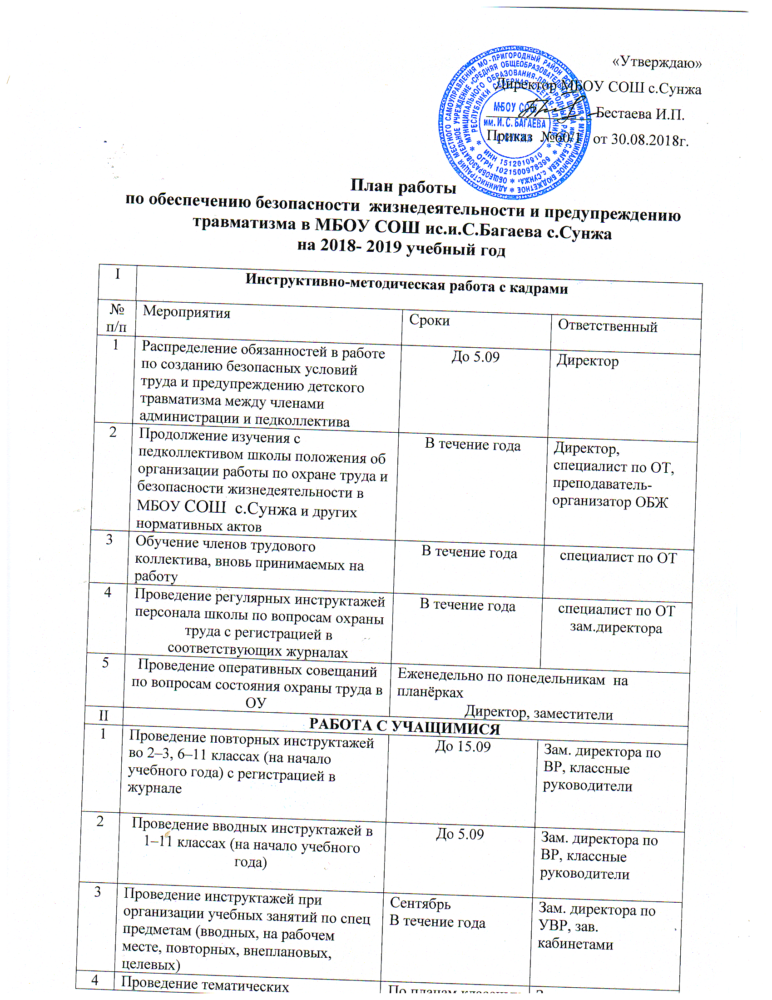 «Утверждаю»
Директор МБОУ СОШ с.Сунжа
Бестаева И.П.
Приказ №60/1 от 30.08.2018г.
МБОУ СОШ
им. И.С. БАГАЕВА
ИНН 1512010910
ОГРН 1021500978399
План работы
по обеспечению безопасности жизнедеятельности и предупреждению
травматизма в МБОУ СОШ ис.и.С.Багаева с.Сунжа
на 2018- 2019 учебный год
I
Инструктивно-методическая работа с кадрами
№
п/п
Мероприятия
Сроки
Ответственный
1
Распределение обязанностей в работе
по созданию безопасных условий
труда и предупреждению детского
травматизма между членами
администрации и педколлектива
До 5.09
Директор
2
Продолжение изучения с
педколлективом школы положения об
организации работы по охране труда и
безопасности жизнедеятельности в
МБОУ СОШ с.Сунжа и других
нормативных актов
В течение года
Директор,
специалист по ОТ,
преподаватель-
организатор ОБЖ
3
Обучение членов трудового
коллектива, вновь принимаемых на
работу
В течение года
специалист по ОТ
4
Проведение регулярных инструктажей
персонала школы по вопросам охраны
труда с регистрацией в
соответствующих журналах
В течение года
специалист по ОТ
зам.директора
5
Проведение оперативных совещаний
по вопросам состояния охраны труда в
ОУ
Еженедельно по понедельникам на
планёрках
Директор, заместители
II
РАБОТА С УЧАЩИМИСЯ
1
Проведение повторных инструктажей
во 2–3, 6–11 классах (на начало
учебного года) с регистрацией в
журнале
До 15.09
Зам. директора по
ВР, классные
руководители
2
Проведение вводных инструктажей в
1–11 классах (на начало учебного
года)
До 5.09
Зам. директора по
ВР, классные
руководители
3
Проведение инструктажей при
организации учебных занятий по спец
предметам (вводных, на рабочем
месте, повторных, внеплановых,
целевых)
Сентябрь
В течение года
Зам. директора по
УВР, зав.
кабинетами
4
Проведение тематических
По планам